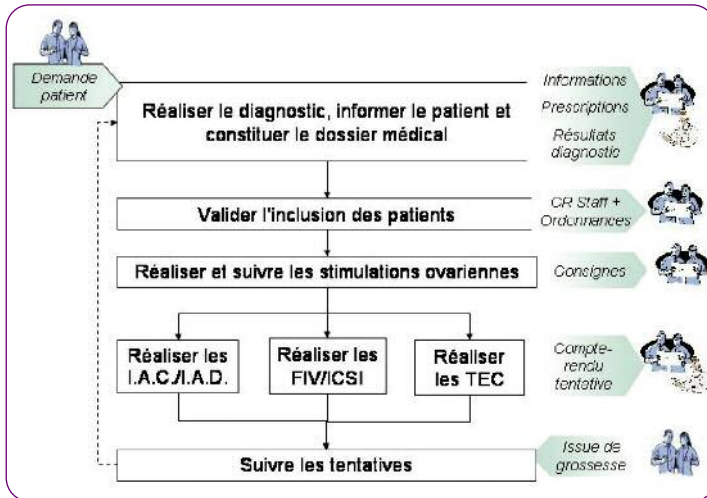 Demande
patient
Réaliser le diagnostic, informer le patient et
constituer le dossier médical
Informations
Prescriptions
Résultats
diagnostic
Valider l'inclusion des patients
CR Staff +
Ordonnances
Réaliser et suivre les stimulations ovariennes
Consignes
Réaliser les
I.A.C./I.A.D.
Réaliser les
FIV/ICSI
Réaliser
les TEC
Compte-
rendu
tentative
Suivre les tentatives
Issue de
grossesse